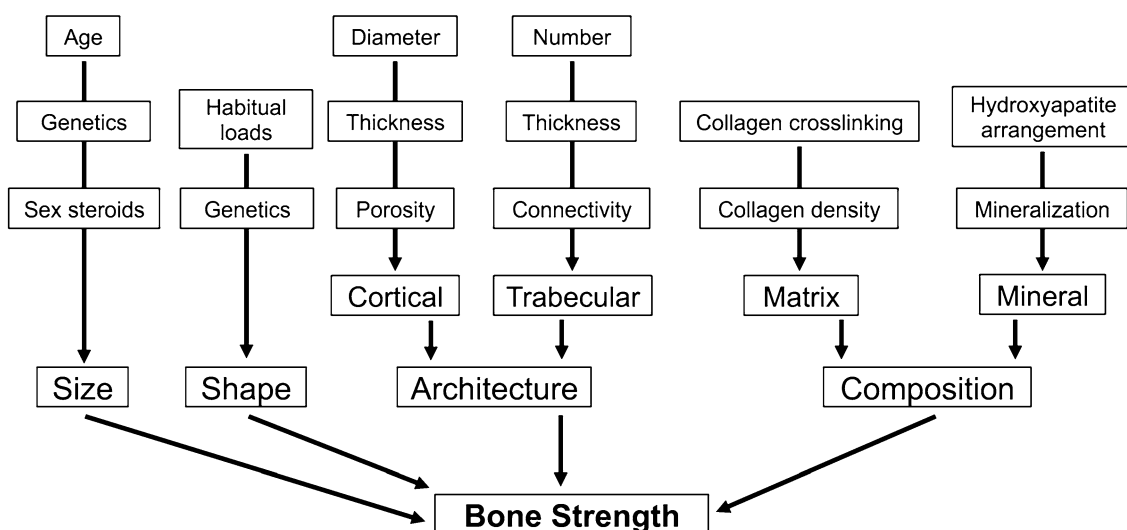 Age
Diameter
Number
Genetics
Habitual
loads
Thickness
Thickness
Collagen crosslinking
Hydroxyapatite
arrangement
Sex steroids
Genetics
Porosity
Connectivity
Collagen density
Mineralization
Cortical
Trabecular
Matrix
Mineral
Size
Shape
Architecture
Composition
Bone Strength